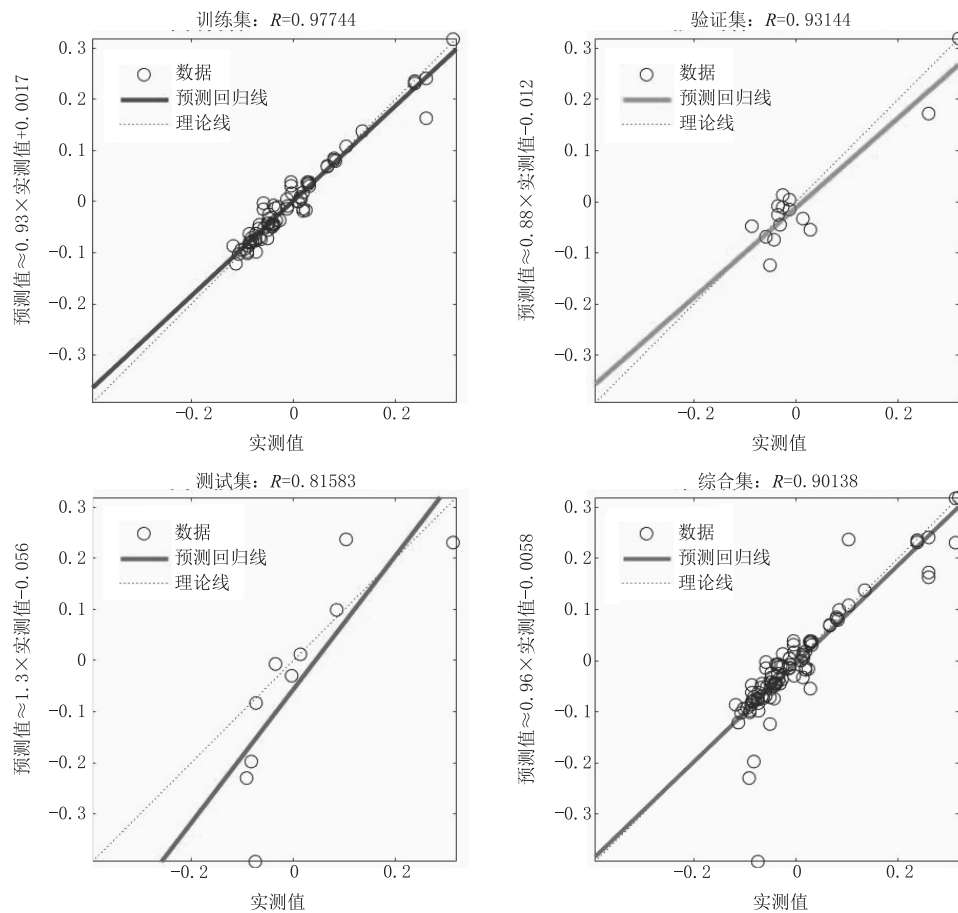 训练集：R=0.97744
预测值≈0.93×实测值+0.0017
0.3
0.2
0.1
0
−0.1
−0.2
−0.3
数据
预测回归线
理论线
−0.2
0
0.2
实测值
验证集：R=0.93144
预测值≈0.88×实测值-0.012
0.3
0.2
0.1
0
−0.1
−0.2
−0.3
数据
预测回归线
理论线
−0.2
0
0.2
实测值
测试集：R=0.81583
预测值≈1.3×实测值-0.056
0.3
0.2
0.1
0
−0.1
−0.2
−0.3
数据
预测回归线
理论线
−0.2
0
0.2
实测值
综合集：R=0.90138
预测值≈0.96×实测值-0.0058
0.3
0.2
0.1
0
−0.1
−0.2
−0.3
数据
预测回归线
理论线
−0.2
0
0.2
实测值